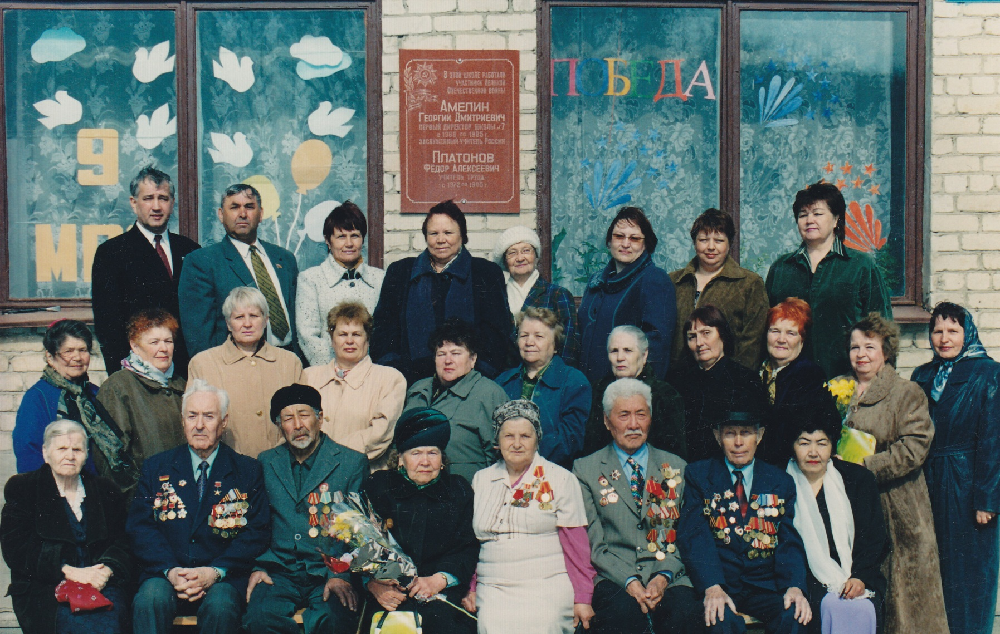 9
МА
В ЭТОЙ ШКОЛЕ РАБОТАЛИ
УЧАСТНИКИ ВЕЛИКОЙ
ОТЕЧЕСТВЕННОЙ ВОЙНЫ
АМЕЛИН
ГЕОРГИЙ ДМИТРИЕВИЧ
ПЕРВЫЙ ДИРЕКТОР ШКОЛЫ №7
с 1968 по 1985 г
ЗАСЛУЖЕННЫЙ УЧИТЕЛЬ РОССИИ
ПЛАТОНОВ
ФЕДОР АЛЕКСЕЕВИЧ
УЧИТЕЛЬ ТРУДА
с 1972 по 1985 г
ПОБЕДА